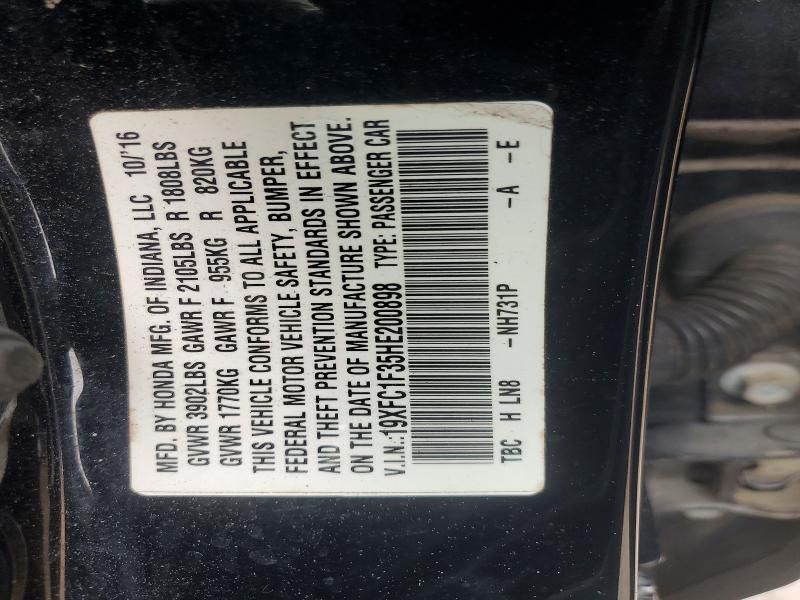 MFD. BY HONDA MFG. OF INDIANA, LLC 10/'16
GVWR 3902LBS GAWR F 2105LBS R 1808LBS
GVWR 1770KG GAWR F 955KG R 820KG
THIS VEHICLE CONFORMS TO ALL APPLICABLE
FEDERAL MOTOR VEHICLE SAFETY, BUMPER,
AND THEFT PREVENTION STANDARDS IN EFFECT
ON THE DATE OF MANUFACTURE SHOWN ABOVE.
V.I.N.:19XFC1F35HE200898 TYPE: PASSENGER CAR
TBC H LN8 -NH731P -A -E